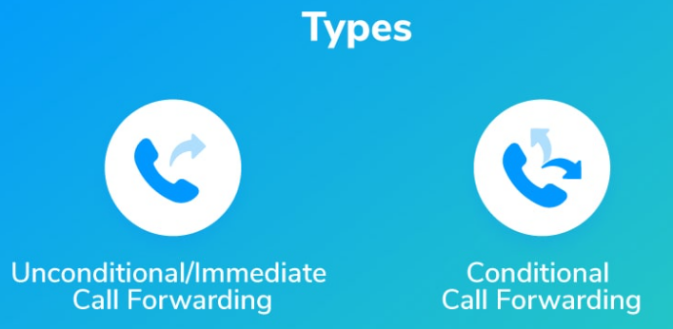 Types
Unconditional/Immediate
Call Forwarding
Conditional
Call Forwarding